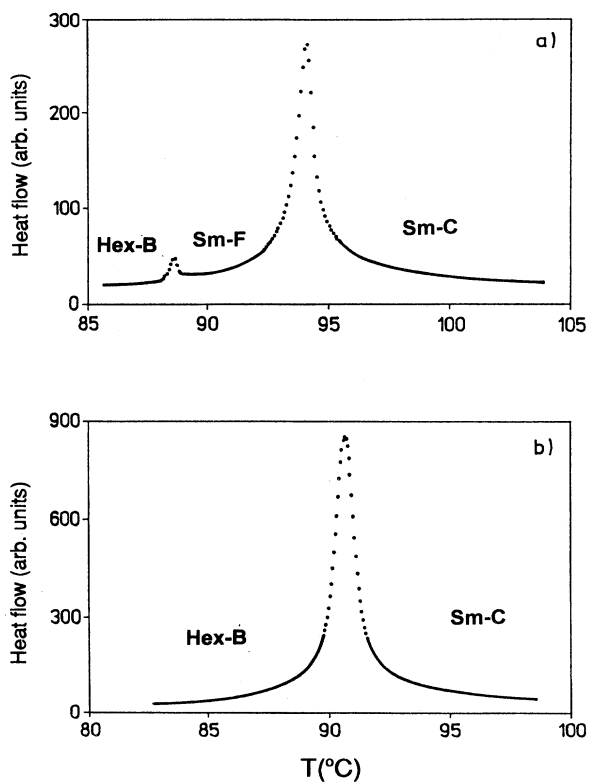 300
a)
200
100
0
Heat flow (arb. units)
Hex-B
Sm-F
Sm-C
85
90
95
100
105
900
b)
600
300
0
Heat flow (arb. units)
Hex-B
Sm-C
80
85
90
95
100
T(ºC)